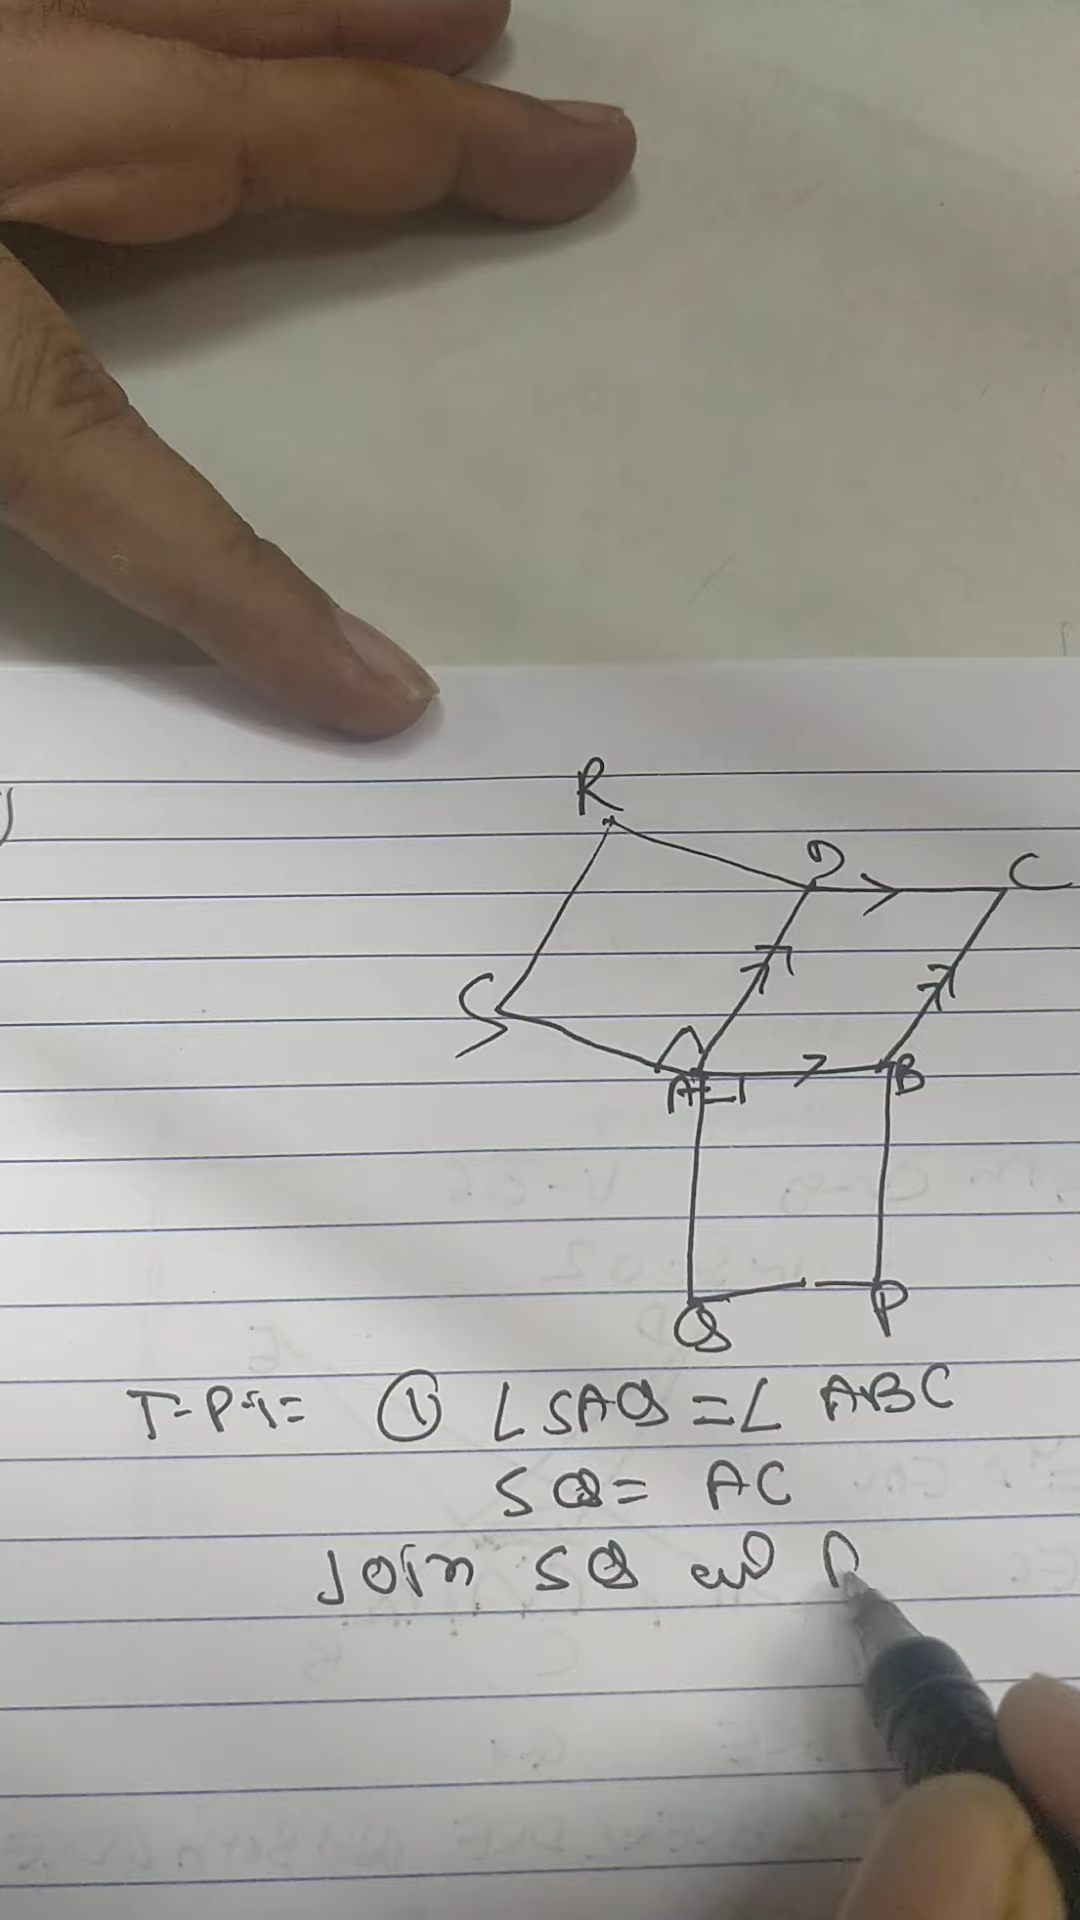 R
D
C
S
A
B
Q
P
T.P.T= ① ∠SAQ = ∠ABC
SQ = AC
Join SQ and